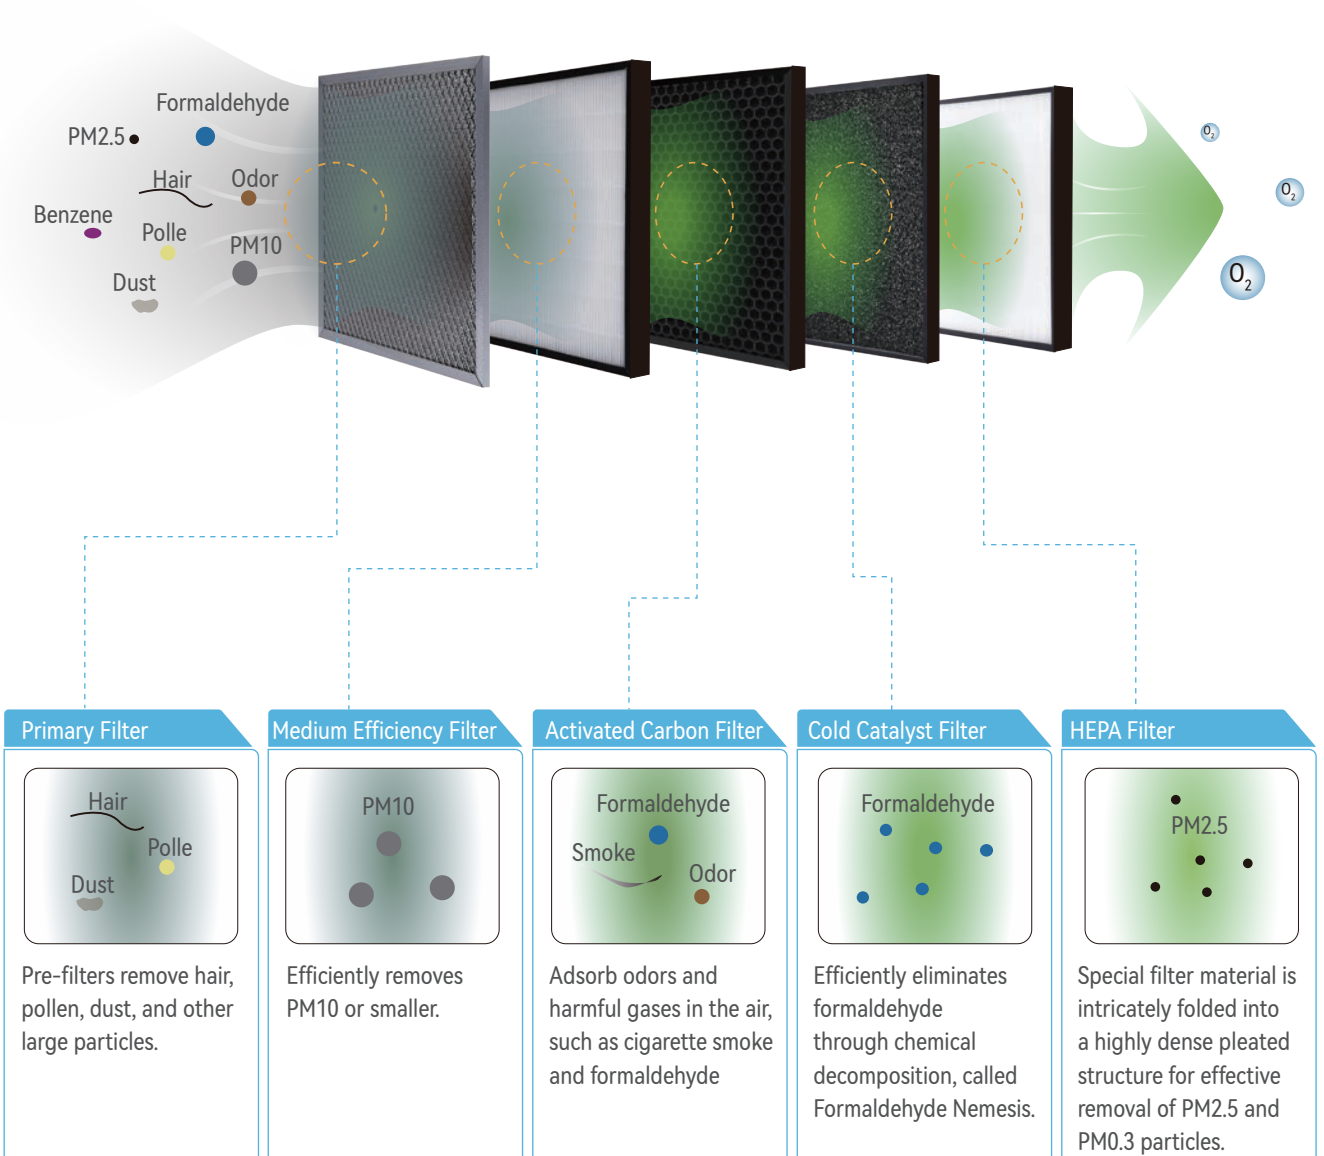 Formaldehyde
PM2.5
Hair
Odor
Benzene
Polle
PM10
Dust
O2
O2
O2
Primary Filter
Hair
Polle
Dust
Pre-filters remove hair,
pollen, dust, and other
large particles.
Medium Efficiency Filter
PM10
Efficiently removes
PM10 or smaller.
Activated Carbon Filter
Formaldehyde
Smoke
Odor
Adsorb odors and
harmful gases in the air,
such as cigarette smoke
and formaldehyde
Cold Catalyst Filter
Formaldehyde
Efficiently eliminates
formaldehyde
through chemical
decomposition, called
Formaldehyde Nemesis.
HEPA Filter
PM2.5
Special filter material is
intricately folded into
a highly dense pleated
structure for effective
removal of PM2.5 and
PM0.3 particles.